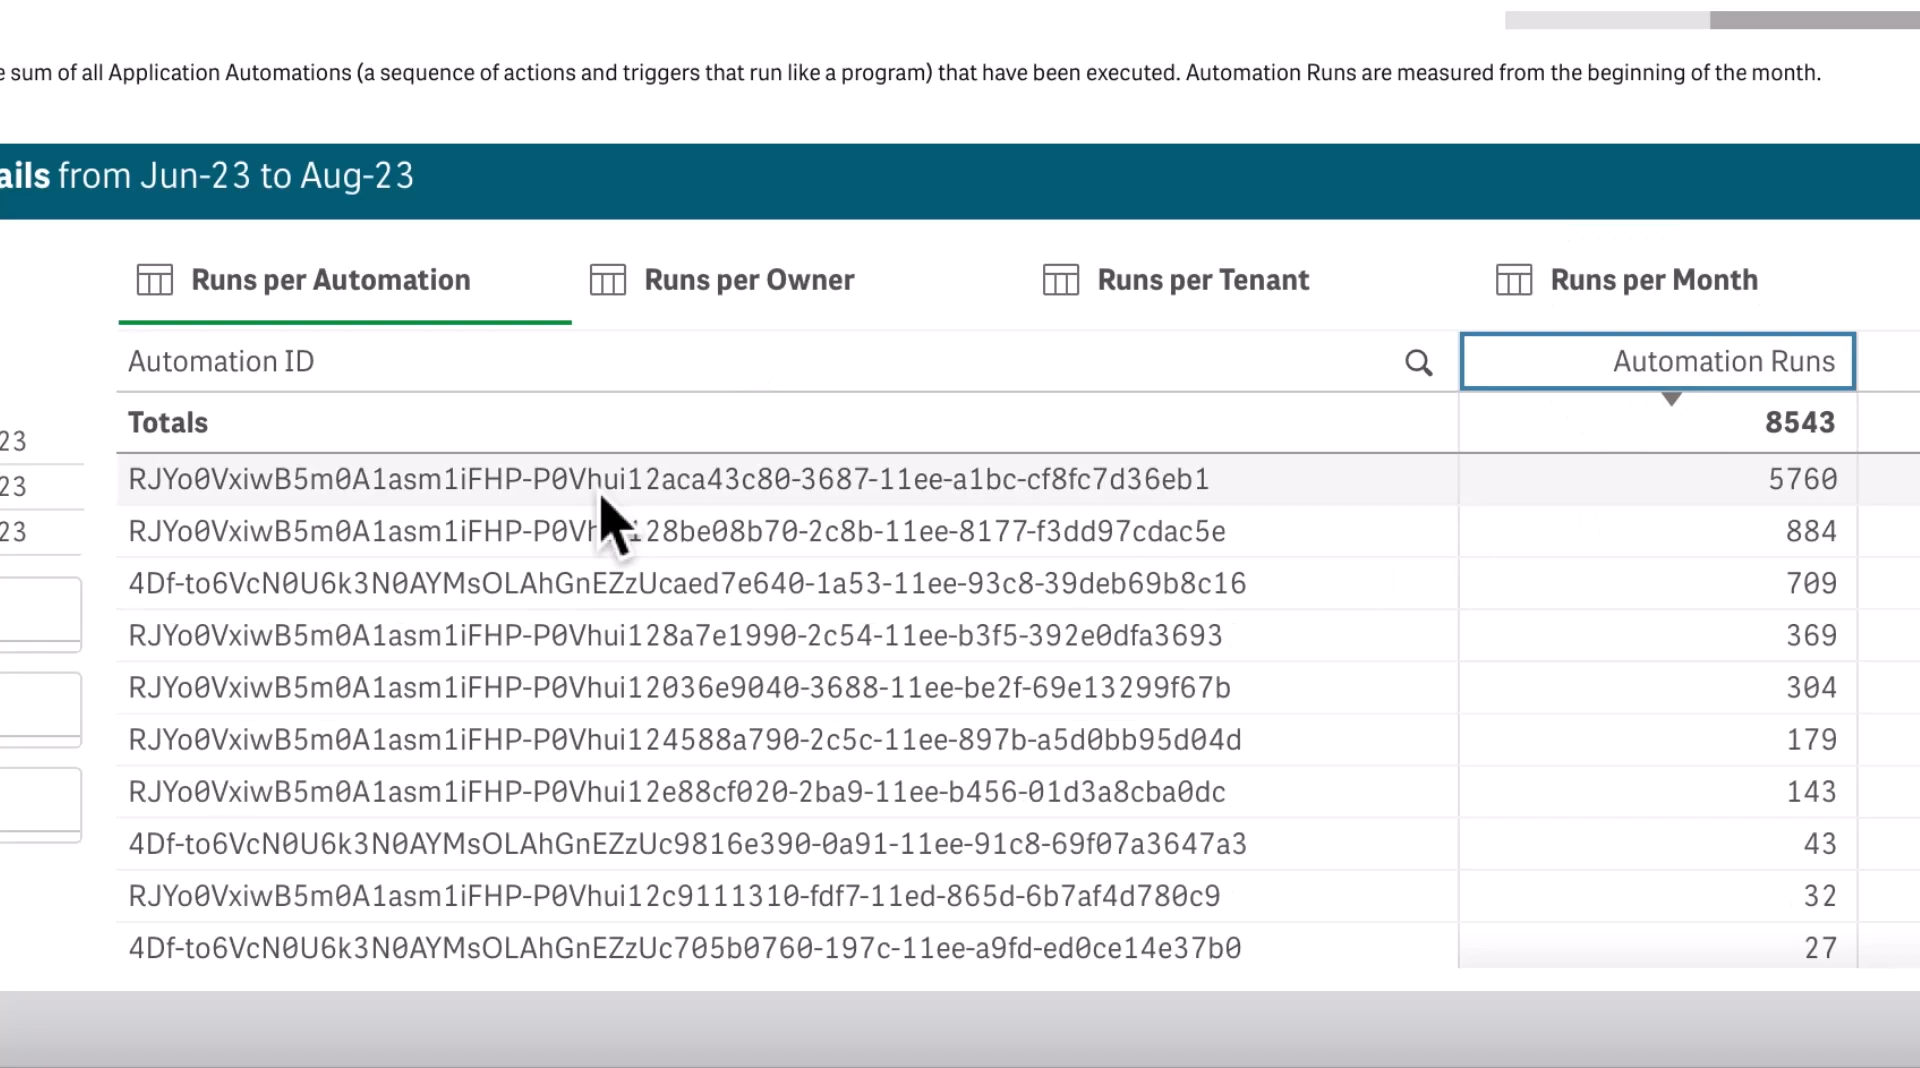 sum of all Application Automations (a sequence of actions and triggers that run like a program) that have been executed. Automation Runs are measured from the beginning of the month.
ails from Jun-23 to Aug-23
Runs per Automation Runs per Owner Runs per Tenant Runs per Month
Automation ID Automation Runs
Totals 8543
23
RJYo0VxiwB5m0A1asm1iFHP-P0Vhui12aca43c80-3687-11ee-a1bc-cf8fc7d36eb1 5760
23
884
23
4Df-to6VcN0U6k3N0AYMsOLAhGnEZzUcaed7e640-1a53-11ee-93c8-39deb69b8c16 709
RJYo0VxiwB5m0A1asm1iFHP-P0Vhui128a7e1990-2c54-11ee-b3f5-392e0dfa3693 369
RJYo0VxiwB5m0A1asm1iFHP-P0Vhui12036e9040-3688-11ee-be2f-69e13299f67b 304
RJYo0VxiwB5m0A1asm1iFHP-P0Vhui124588a790-2c5c-11ee-897b-a5d0bb95d04d 179
RJYo0VxiwB5m0A1asm1iFHP-P0Vhui12e88cf020-2ba9-11ee-b456-01d3a8cba0dc 143
4Df-to6VcN0U6k3N0AYMsOLAhGnEZzUc9816e390-0a91-11ee-91c8-69f07a3647a3 43
RJYo0VxiwB5m0A1asm1iFHP-P0Vhui12c9111310-fdf7-11ed-865d-6b7af4d780c9 32
4Df-to6VcN0U6k3N0AYMsOLAhGnEZzUc705b0760-197c-11ee-a9fd-ed0ce14e37b0 27